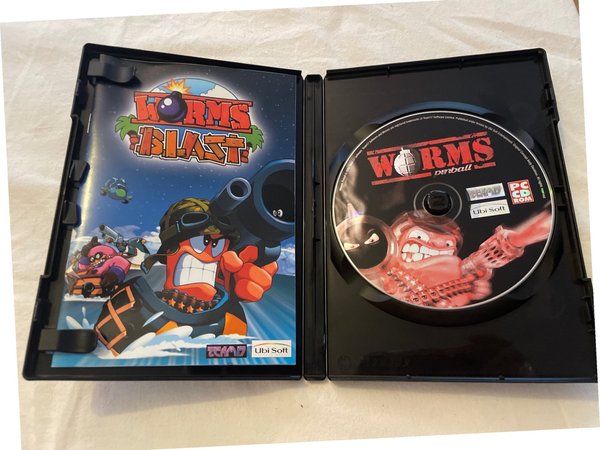 WORMS
BLAST
TEAM17
Ubi Soft
WORMS
pinball
TEAM17
Ubi Soft
PC
CD
ROM